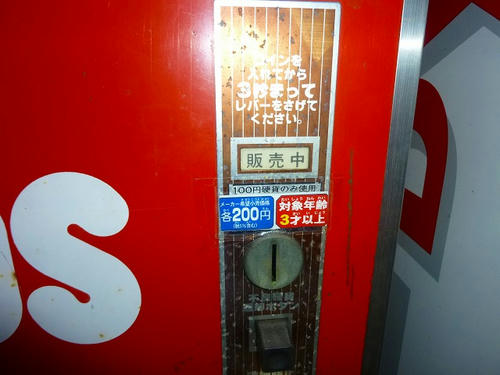 コインを
入れてから
3秒まって
レバーをさげて
ください。
販売中
100円硬貨のみ使用
メーカー希望小売価格
各200円
対象年齢
3才以上
S